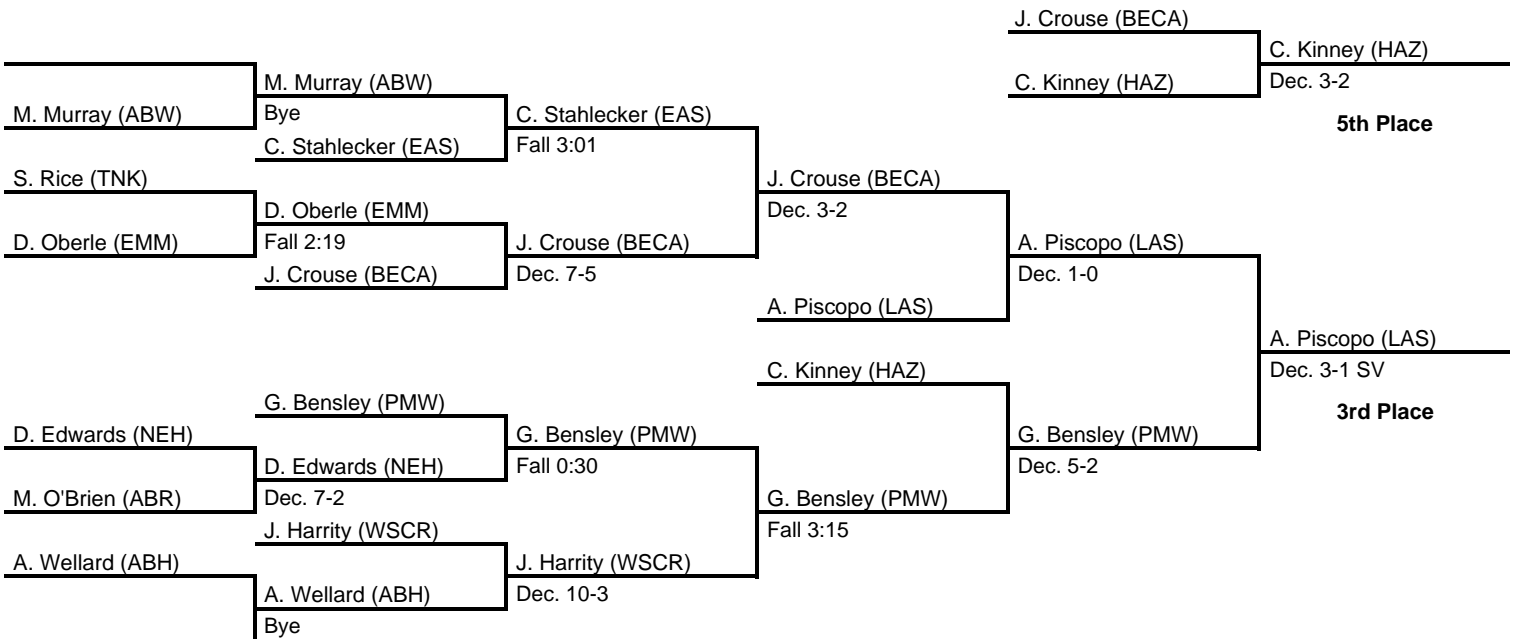 J. Crouse (BECA)
C. Kinney (HAZ)
M. Murray (ABW)
C. Kinney (HAZ)
Dec. 3-2
M. Murray (ABW)
Bye
C. Stahlecker (EAS)
5th Place
C. Stahlecker (EAS)
Fall 3:01
S. Rice (TNK)
J. Crouse (BECA)
D. Oberle (EMM)
Dec. 3-2
D. Oberle (EMM)
Fall 2:19
J. Crouse (BECA)
A. Piscopo (LAS)
J. Crouse (BECA)
Dec. 7-5
Dec. 1-0
A. Piscopo (LAS)
A. Piscopo (LAS)
C. Kinney (HAZ)
Dec. 3-1 SV
G. Bensley (PMW)
3rd Place
D. Edwards (NEH)
G. Bensley (PMW)
G. Bensley (PMW)
D. Edwards (NEH)
Fall 0:30
Dec. 5-2
M. O'Brien (ABR)
Dec. 7-2
G. Bensley (PMW)
J. Harrity (WSCR)
Fall 3:15
A. Wellard (ABH)
J. Harrity (WSCR)
A. Wellard (ABH)
Dec. 10-3
Bye